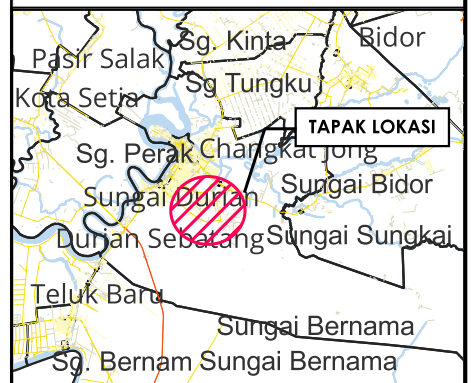 Sg. Kinta
Bidor
Pasir Salak
Sg Tungku
Kota Setia
TAPAK LOKASI
Sg. Perak
Changkat Jong
Sungai Durian
Sungai Bidor
Durian Sebatang
Sungai Sungkai
Teluk Baru
Sungai Bernama
Sg. Bernam
Sungai Bernama